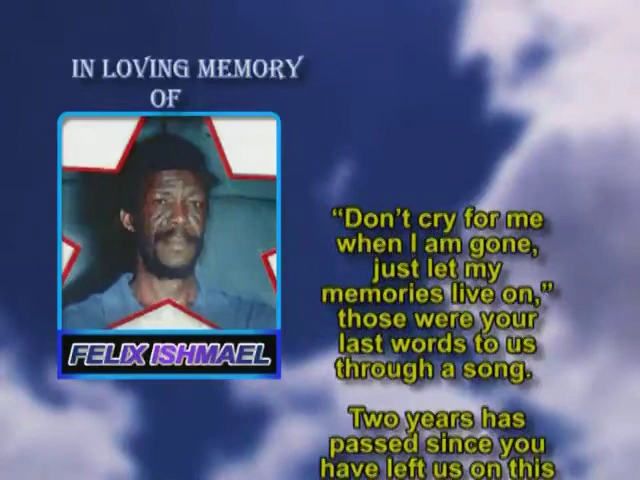 IN LOVING MEMORY
OF
FELIX ISHMAEL
“Don’t cry for me
when I am gone,
just let my
memories live on,”
those were your
last words to us
through a song.
Two years has
passed since you
have left us on this